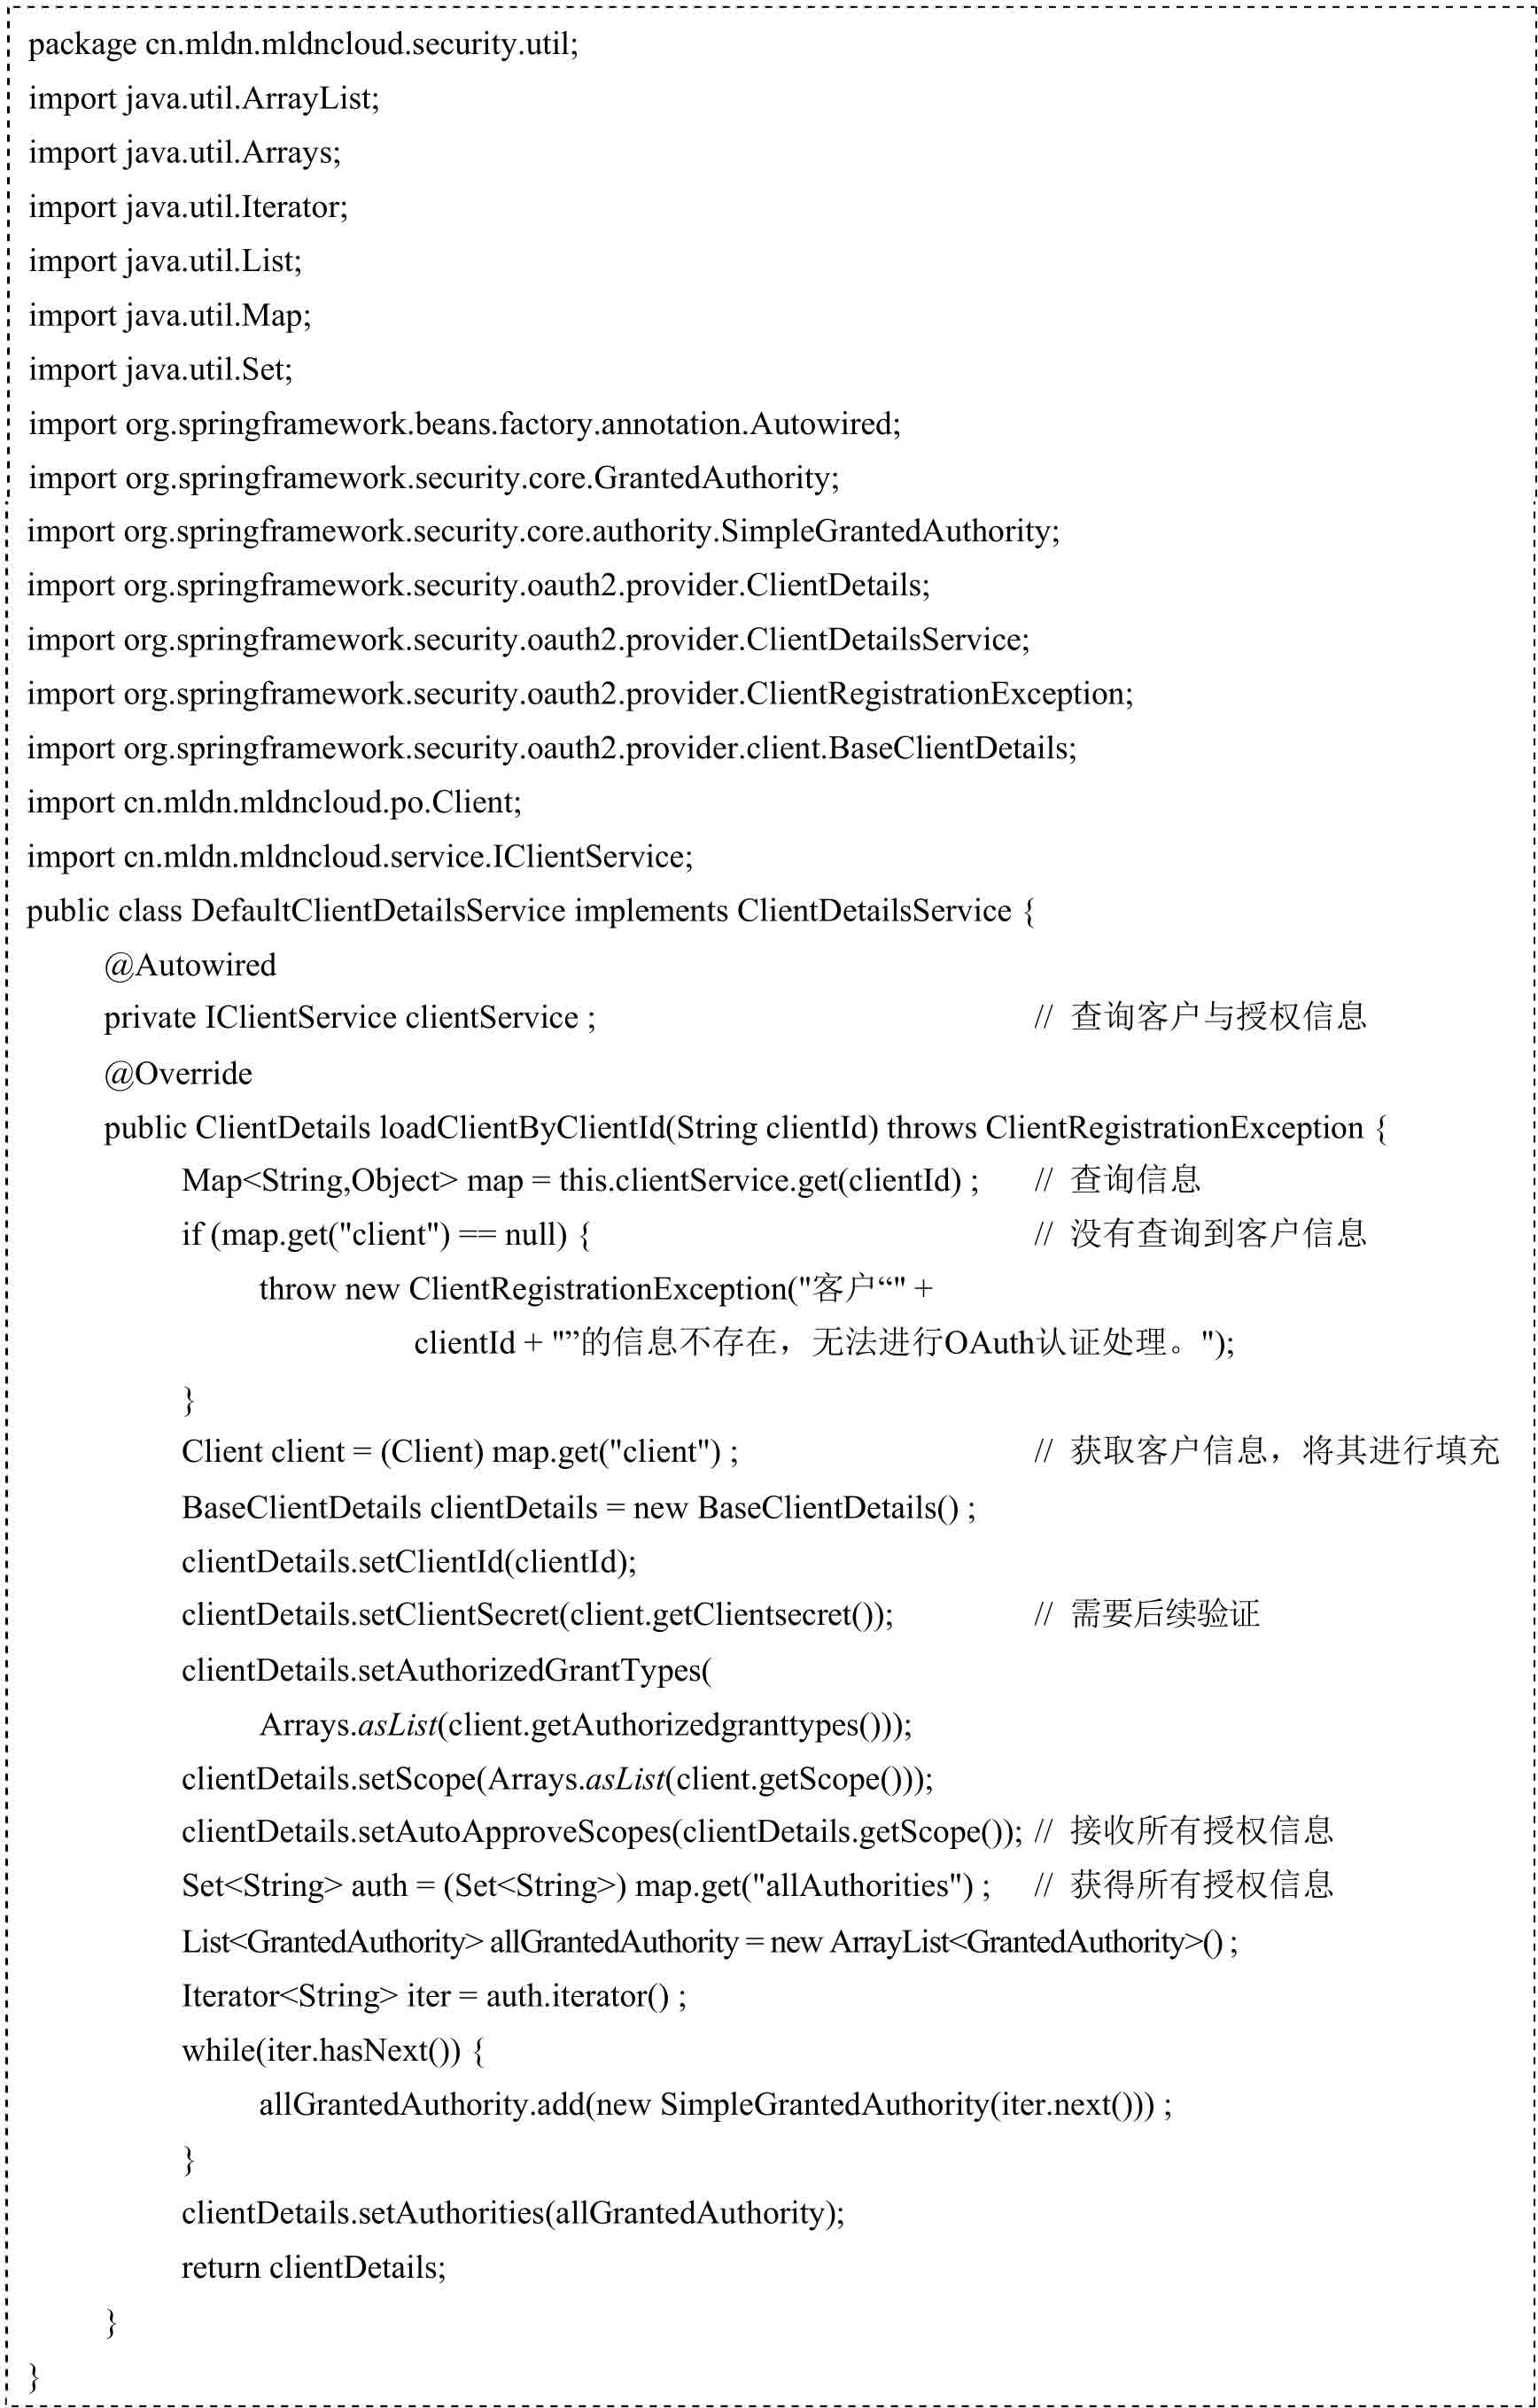 package cn.mldn.mldncloud.security.util;
import java.util.ArrayList;
import java.util.Arrays;
import java.util.Iterator;
import java.util.List;
import java.util.Map;
import java.util.Set;
import org.springframework.beans.factory.annotation.Autowired;
import org.springframework.security.core.GrantedAuthority;
import org.springframework.security.core.authority.SimpleGrantedAuthority;
import org.springframework.security.oauth2.provider.ClientDetails;
import org.springframework.security.oauth2.provider.ClientDetailsService;
import org.springframework.security.oauth2.provider.ClientRegistrationException;
import org.springframework.security.oauth2.provider.client.BaseClientDetails;
import cn.mldn.mldncloud.po.Client;
import cn.mldn.mldncloud.service.IClientService;
public class DefaultClientDetailsService implements ClientDetailsService {
@Autowired
private IClientService clientService ; // 查询客户与授权信息
@Override
public ClientDetails loadClientByClientId(String clientId) throws ClientRegistrationException {
Map<String,Object> map = this.clientService.get(clientId) ; // 查询信息
if (map.get("client") == null) { // 没有查询到客户信息
throw new ClientRegistrationException("客户“" +
clientId + "”的信息不存在，无法进行OAuth认证处理。");
}
Client client = (Client) map.get("client") ; // 获取客户信息，将其进行填充
BaseClientDetails clientDetails = new BaseClientDetails() ;
clientDetails.setClientId(clientId);
clientDetails.setClientSecret(client.getClientsecret()); // 需要后续验证
clientDetails.setAuthorizedGrantTypes(
Arrays.asList(client.getAuthorizedgranttypes()));
clientDetails.setScope(Arrays.asList(client.getScope()));
clientDetails.setAutoApproveScopes(clientDetails.getScope()); // 接收所有授权信息
Set<String> auth = (Set<String>) map.get("allAuthorities") ; // 获得所有授权信息
List<GrantedAuthority> allGrantedAuthority = new ArrayList<GrantedAuthority>() ;
Iterator<String> iter = auth.iterator() ;
while(iter.hasNext()) {
allGrantedAuthority.add(new SimpleGrantedAuthority(iter.next())) ;
}
clientDetails.setAuthorities(allGrantedAuthority);
return clientDetails;
}
}